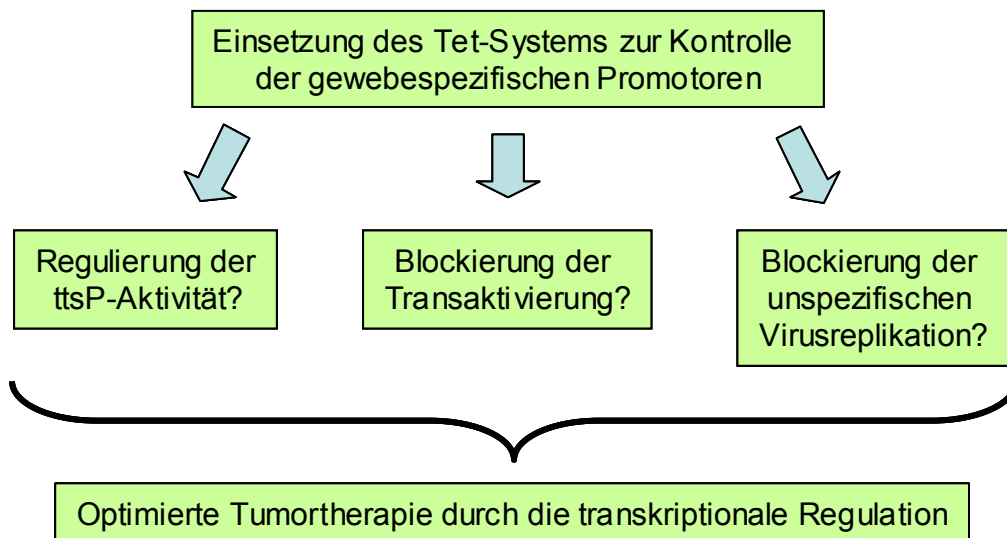 Einsetzung des Tet-Systems zur Kontrolle
der gewebespezifischen Promotoren
Regulierung der
ttsP-Aktivität?
Blockierung der
Transaktivierung?
Blockierung der
unspezifischen
Virusreplikation?
Optimierte Tumortherapie durch die transkriptionale Regulation